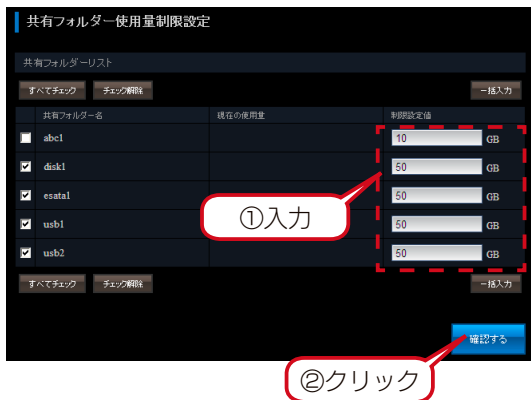 共有フォルダー使用量制限設定
共有フォルダーリスト
すべてチェック チェック解除 一括入力
共有フォルダー名 現在の使用量 制限設定値
abc1 10 GB
disk1 50 GB
esata1 50 GB
①入力
usb1 50 GB
usb2 50 GB
すべてチェック チェック解除 一括入力
確認する
②クリック